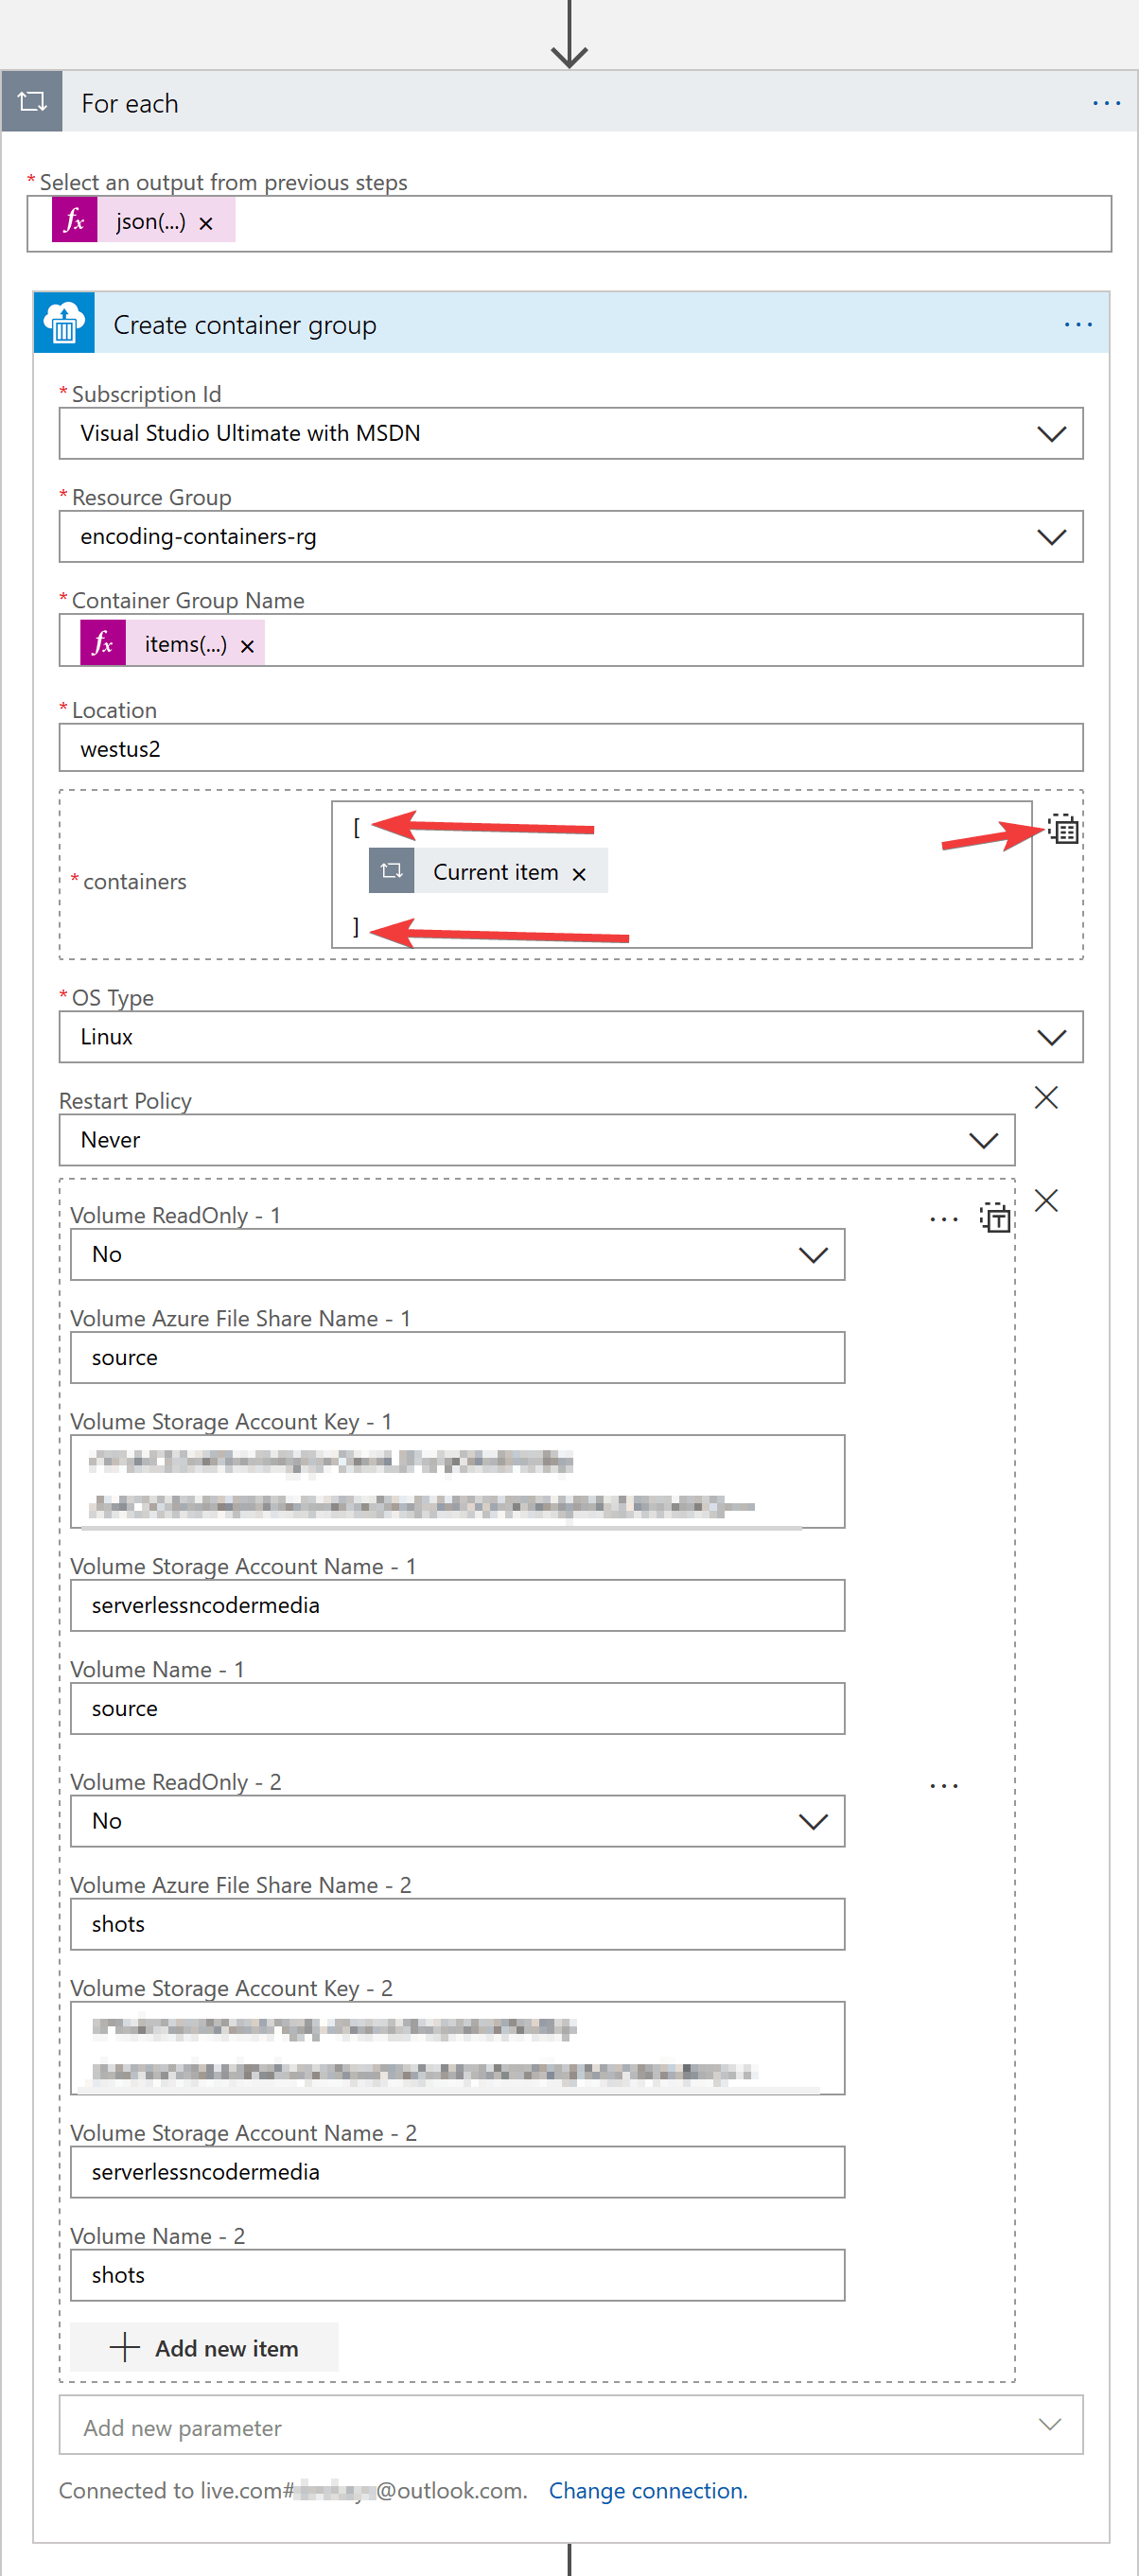 For each
...
* Select an output from previous steps
fx json(...) ×
Create container group
...
* Subscription Id
Visual Studio Ultimate with MSDN
* Resource Group
encoding-containers-rg
* Container Group Name
fx items(...) ×
* Location
westus2
[
Current item ×
* containers
]
* OS Type
Linux
Restart Policy
Never
Volume ReadOnly - 1
...
No
Volume Azure File Share Name - 1
source
Volume Storage Account Key - 1
Volume Storage Account Name - 1
serverlessncodermedia
Volume Name - 1
source
Volume ReadOnly - 2
...
No
Volume Azure File Share Name - 2
shots
Volume Storage Account Key - 2
Volume Storage Account Name - 2
serverlessncodermedia
Volume Name - 2
shots
+ Add new item
Add new parameter
Connected to live.com# @outlook.com. Change connection.